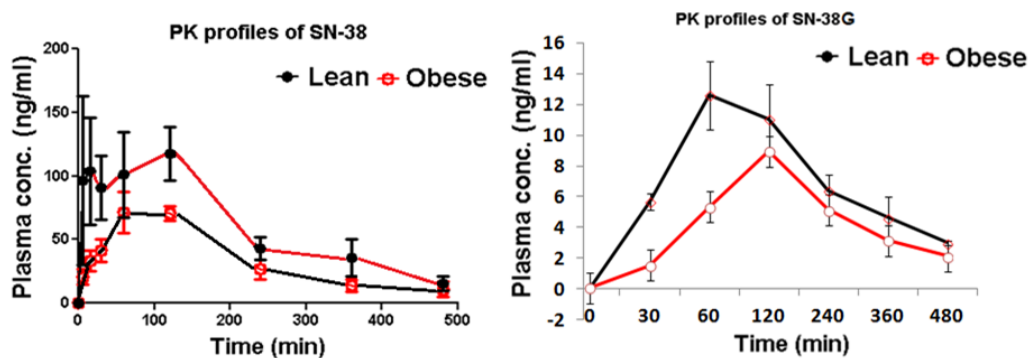 PK profiles of SN-38
200
150
100
50
0
Plasma conc. (ng/ml)
Lean Obese
0 100 200 300 400 500
Time (min)
PK profiles of SN-38G
16
14
12
10
8
6
4
2
0
-2
Plasma conc. (ng/ml)
Lean Obese
0 30 60 120 240 360 480
Time (min)